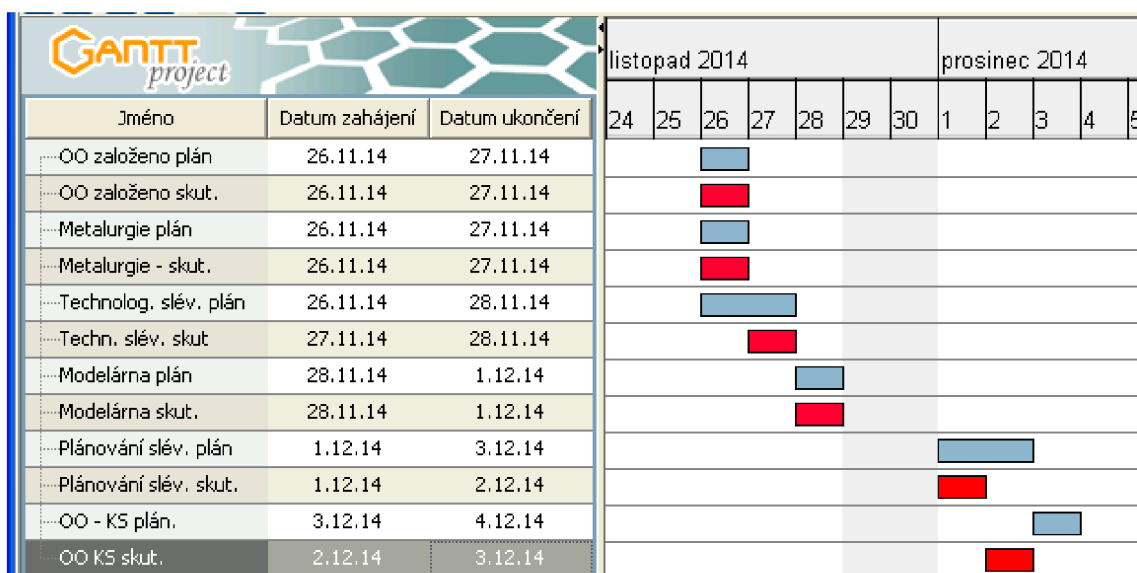 GANTT
project
listopad 2014 prosinec 2014
Jméno Datum zahájení Datum ukončení 24 25 26 27 28 29 30 1 2 3 4
OO založeno plán 26.11.14 27.11.14
OO založeno skut. 26.11.14 27.11.14
Metalurgie plán 26.11.14 27.11.14
Metalurgie - skut. 26.11.14 27.11.14
Technolog. slév. plán 26.11.14 28.11.14
Techn. slév. skut 27.11.14 28.11.14
Modelárna plán 28.11.14 1.12.14
Modelárna skut. 28.11.14 1.12.14
Plánování slév. plán 1.12.14 3.12.14
Plánování slév. skut. 1.12.14 2.12.14
OO - KS plán. 3.12.14 4.12.14
OO KS skut. 2.12.14 3.12.14